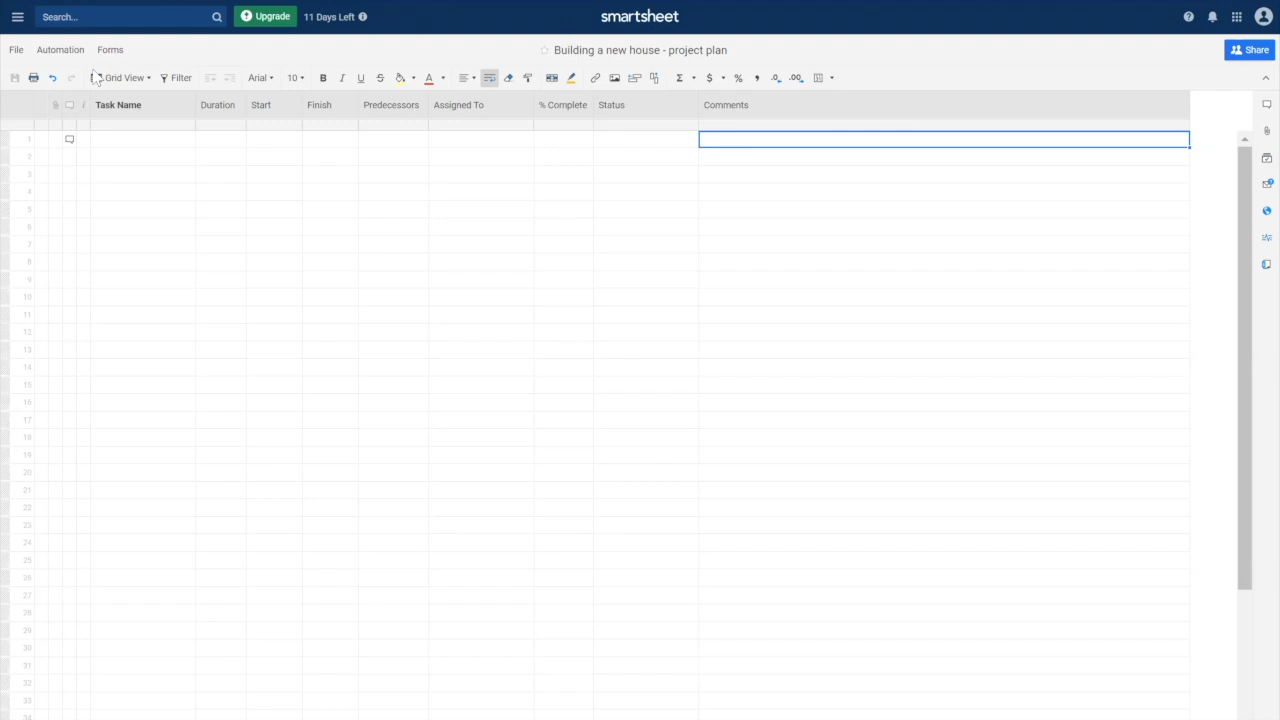 Search...
Upgrade
11 Days Left
smartsheet
File
Automation
Forms
Building a new house - project plan
Share
Grid View
Filter
Arial
10
B
I
U
S
A
Σ
$
%
,
.0
.00
i
Task Name
Duration
Start
Finish
Predecessors
Assigned To
% Complete
Status
Comments
1
2
3
4
5
6
7
8
9
10
11
12
13
14
15
16
17
18
19
20
21
22
23
24
25
26
27
28
29
30
31
32
33
34